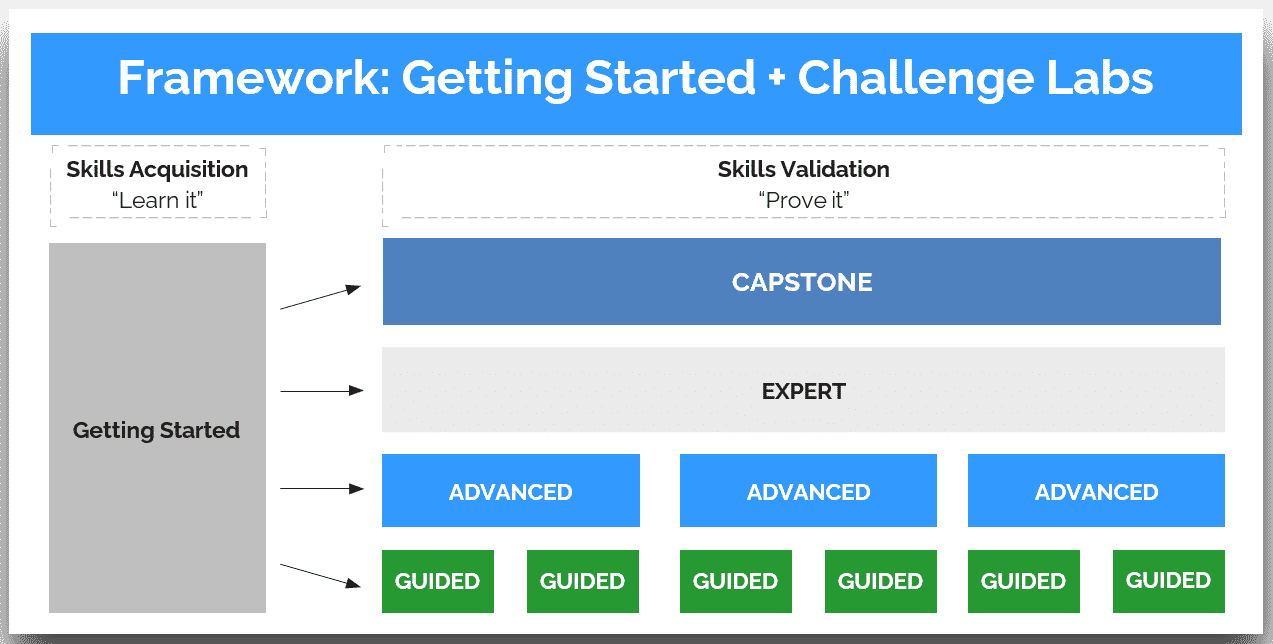 Framework: Getting Started + Challenge Labs
Skills Acquisition
“Learn it”
Skills Validation
“Prove it”
Getting Started
CAPSTONE
EXPERT
ADVANCED
ADVANCED
ADVANCED
GUIDED
GUIDED
GUIDED
GUIDED
GUIDED
GUIDED